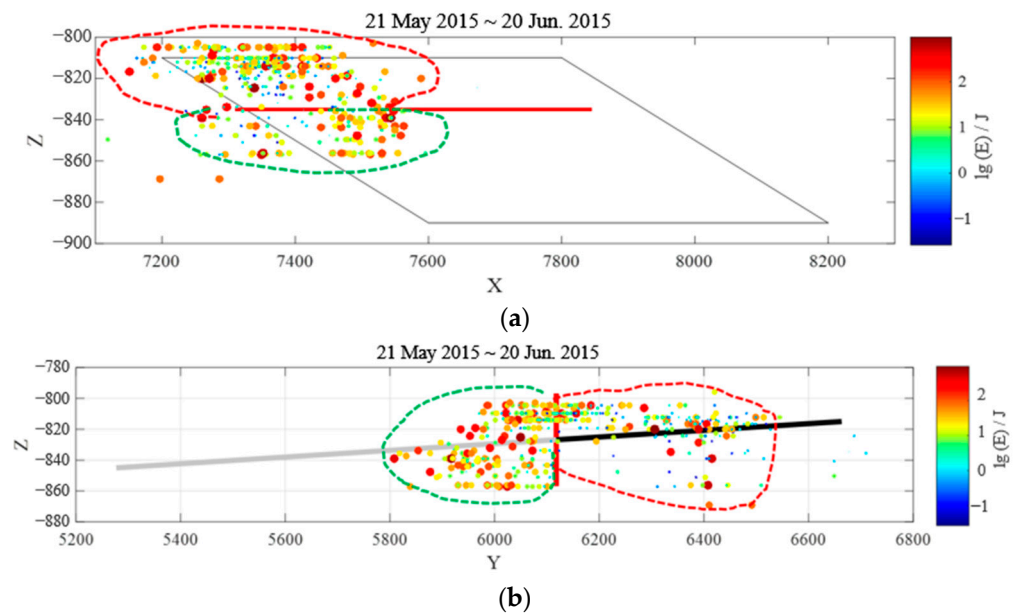 21 May 2015 ~ 20 Jun. 2015
−800
−820
−840
−860
−880
−900
Z
7200 7400 7600 7800 8000 8200
X
2
1
0
−1
lg (E) / J
(a)
21 May 2015 ~ 20 Jun. 2015
−780
−800
−820
−840
−860
−880
Z
5200 5400 5600 5800 6000 6200 6400 6600 6800
Y
2
1
0
−1
lg (E) / J
(b)